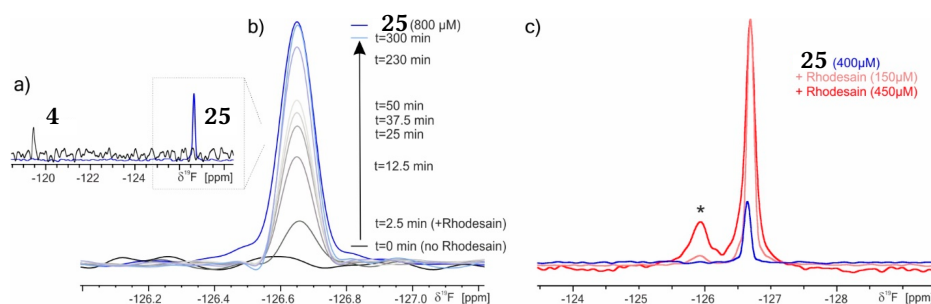 a)
4
25
-120
-122
-124
δ¹⁹F [ppm]
b)
25 (800 µM)
t=300 min
t=230 min
t=50 min
t=37.5 min
t=25 min
t=12.5 min
t=2.5 min (+Rhodesain)
t=0 min (no Rhodesain)
-126.2
-126.4
-126.6
-126.8
-127.0
δ¹⁹F [ppm]
c)
25 (400µM)
+ Rhodesain (150µM)
+ Rhodesain (450µM)
*
-124
-125
-126
-127
-128
δ¹⁹F [ppm]